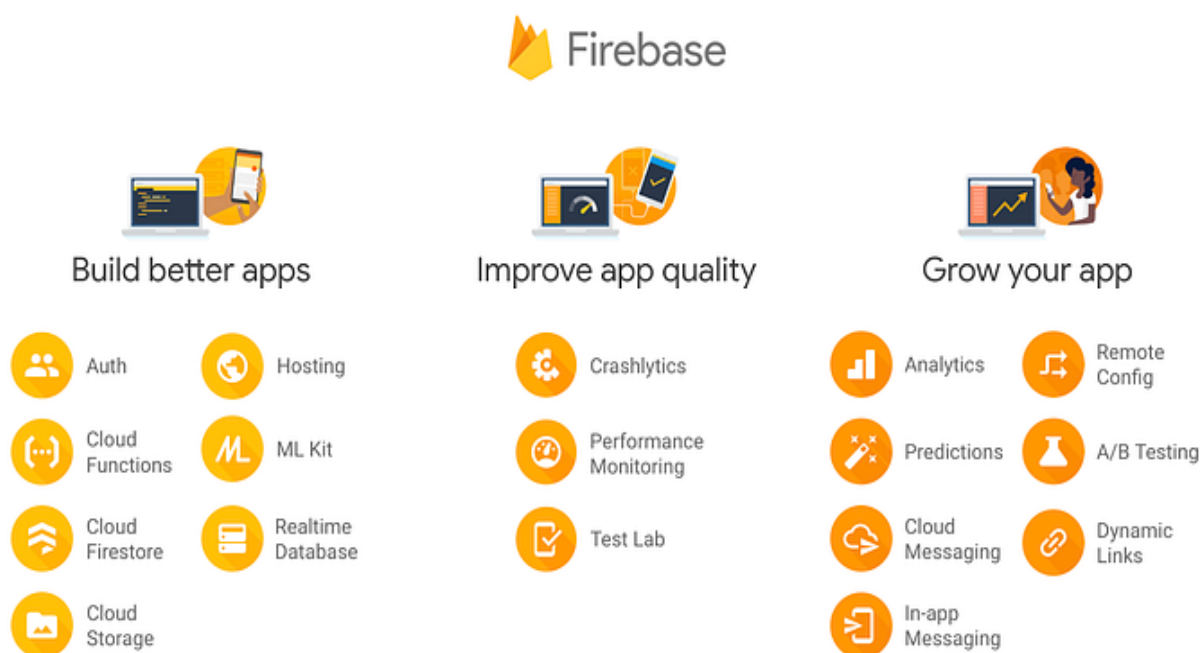 Firebase
Build better apps
Improve app quality
Grow your app
Auth
Hosting
Cloud
Functions
ML Kit
Cloud
Firestore
Realtime
Database
Cloud
Storage
Crashlytics
Performance
Monitoring
Test Lab
Analytics
Remote
Config
Predictions
A/B Testing
Cloud
Messaging
Dynamic
Links
In-app
Messaging